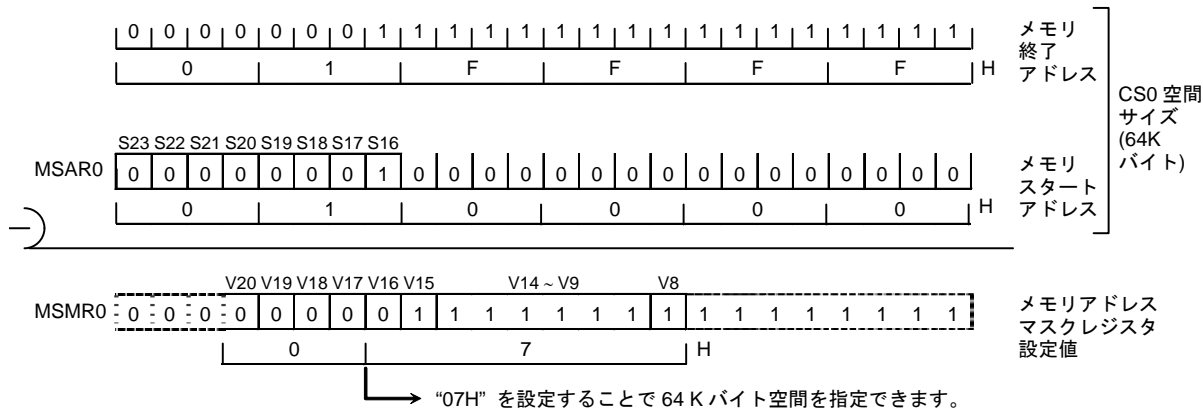 0 0 0 0 0 0 0 1 1 1 1 1 1 1 1 1 1 1 1 1 1 1 1 1
0 1 F F F F H
メモリ
終了
アドレス
CS0 空間
サイズ
(64K
バイト)
S23 S22 S21 S20 S19 S18 S17 S16
MSAR0 0 0 0 0 0 0 0 1 0 0 0 0 0 0 0 0 0 0 0 0 0 0 0 0
0 1 0 0 0 0 H
メモリ
スタート
アドレス
V20 V19 V18 V17 V16 V15 V14 ~ V9 V8
MSMR0 0 0 0 0 0 0 0 0 1 1 1 1 1 1 1 1 1 1 1 1 1 1 1 1
0 7 H
メモリアドレス
マスクレジスタ
設定値
“07H” を設定することで 64 K バイト空間を指定できます。